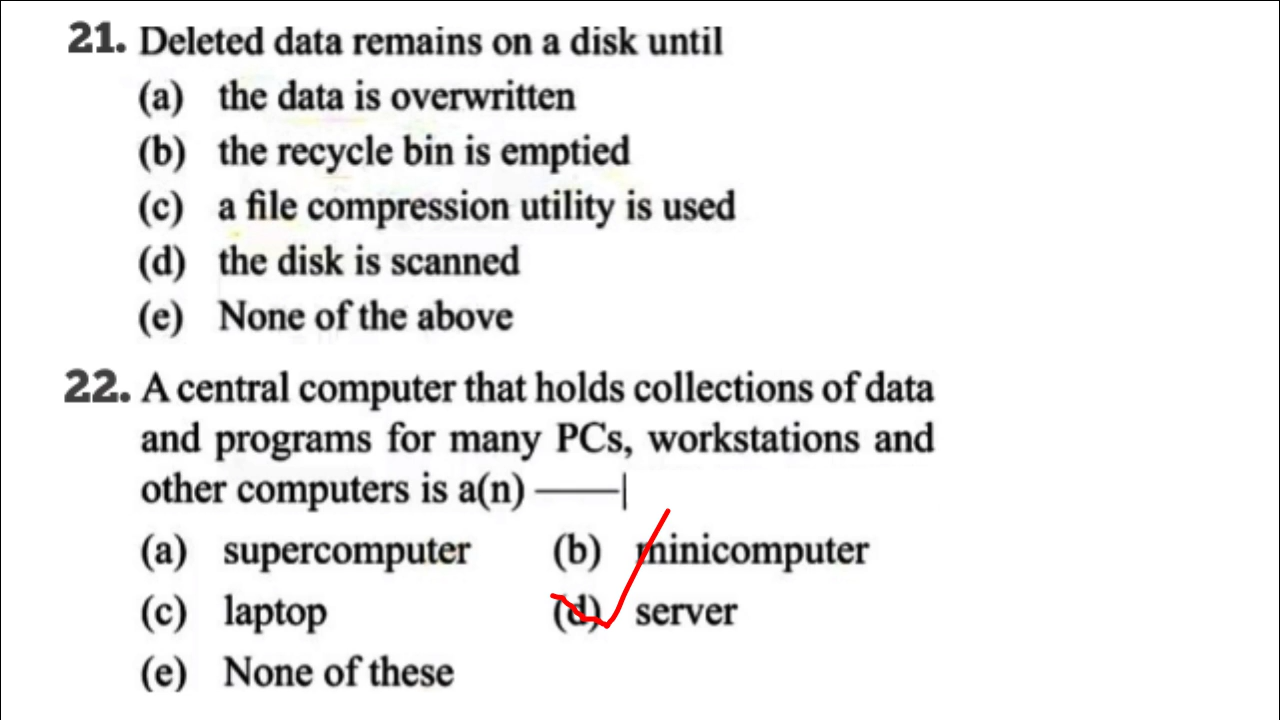 21. Deleted data remains on a disk until
(a) the data is overwritten
(b) the recycle bin is emptied
(c) a file compression utility is used
(d) the disk is scanned
(e) None of the above
22. A central computer that holds collections of data
and programs for many PCs, workstations and
other computers is a(n) ——|
(a) supercomputer (b) minicomputer
(c) laptop (d) server
(e) None of these